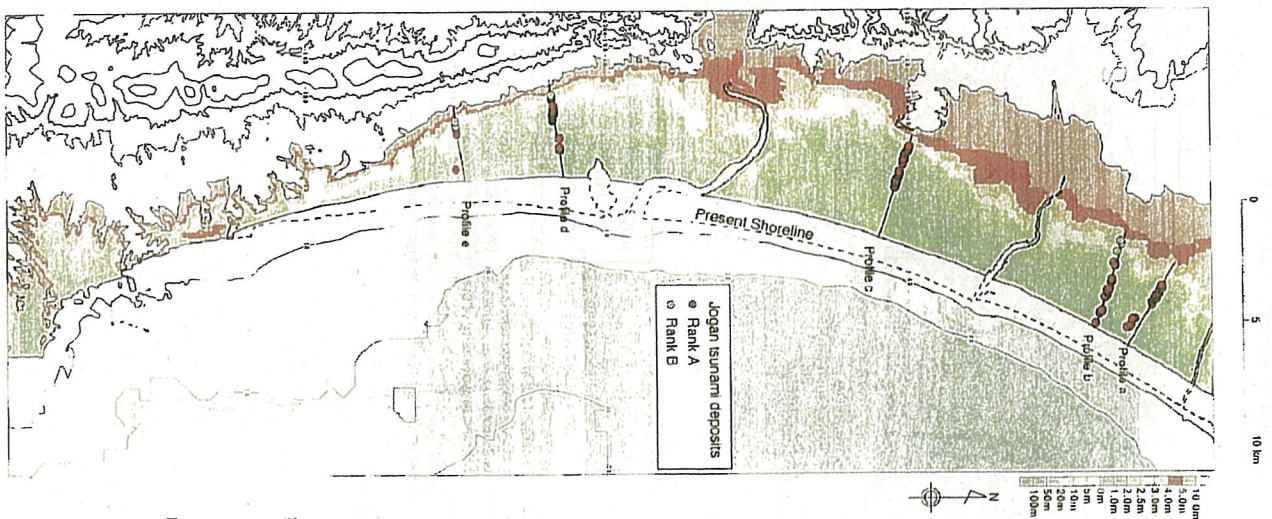 Present Shoreline
Profile a
Profile b
Profile c
Profile d
Profile e
Jogan tsunami deposits
Rank A
Rank B
0
5
10 km
N
10.0m
5.0m
4.0m
3.0m
2.5m
2.0m
1.0m
0m
5m
10m
20m
50m
100m